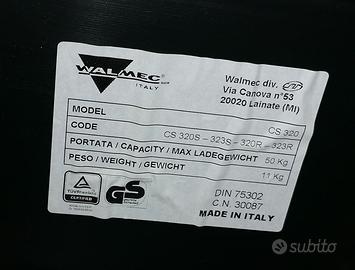 WALMEC
ITALY
Walmec div.
Via Canova n°53
20020 Lainate (MI)
MODEL CS 320
CODE CS 320S - 323S - 320R - 323R
PORTATA / CAPACITY / MAX LADEGEWICHT 50 Kg
PESO / WEIGHT / GEWICHT 11 Kg
TÜV
CERTIFIED
GS
DIN 75302
C.N. 30087
MADE IN ITALY
subito